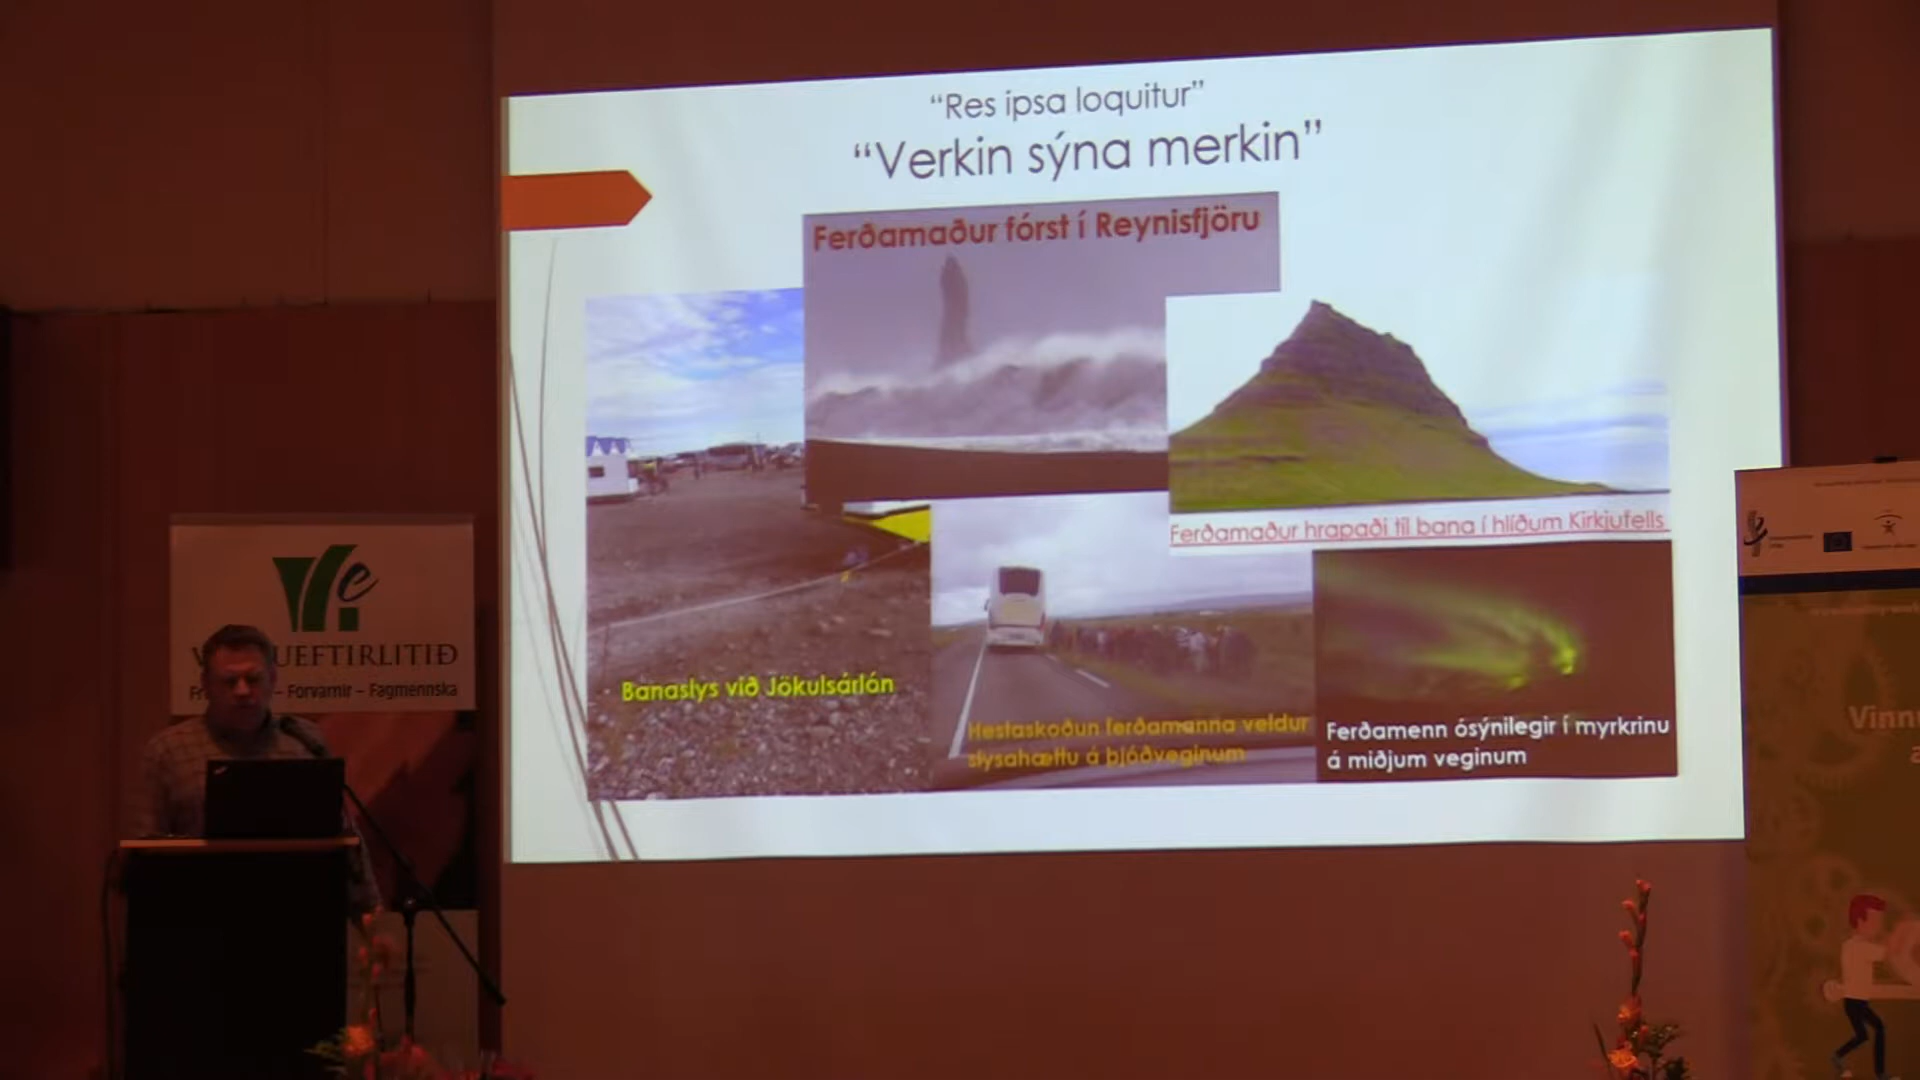 “Res ipsa loquitur”
“Verkin sýna merkin”
Ferðamaður fórst í Reynisfjöru
Ferðamaður hrapaði til bana í hlíðum Kirkjufells
Banaslys við Jökulsárlón
Hestaskoðun ferðamanna veldur
slysahættu á þjóðveginum
Ferðamenn ósýnilegir í myrkrinu
á miðjum veginum
UEFTIRLITIÐ
– Forvarnir – Fagmennska